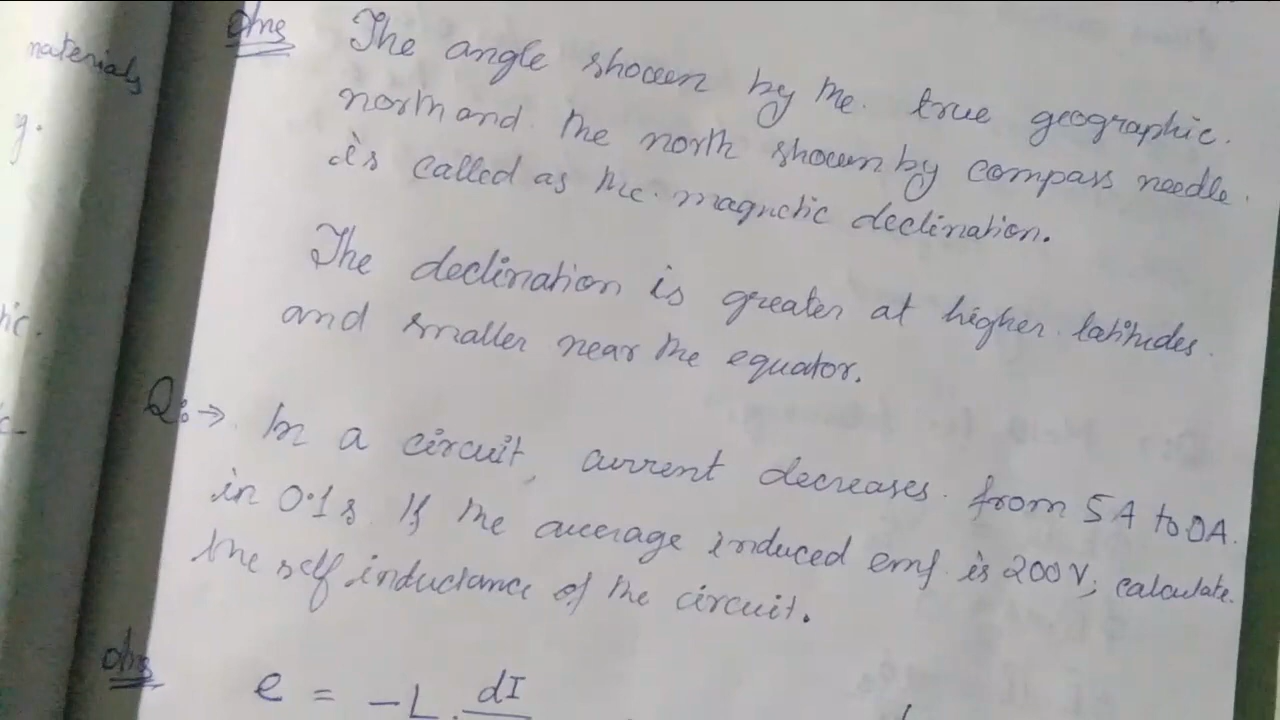 materials
y.
Ans The angle shown by the. true geographic.
north and the north shown by compass needle.
is called as the. magnetic declination.
The declination is greater at higher. latitudes.
and smaller near the equator.
tic.
Q:→. In a circuit, current decreases. from 5A to 0A.
in 0.1s. If the average induced emf. is 200V, calculate.
the self inductance of the circuit.
Ans e = -L. dI